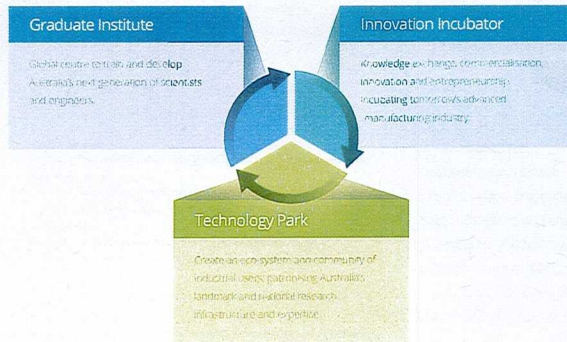 Graduate Institute
Global centre to train and develop
Australia's next generation of scientists
and engineers.
Innovation Incubator
Knowledge exchange, commercialisation,
innovation and entrepreneurship.
Incubating tomorrow's advanced
manufacturing industry.
Technology Park
Create an eco-system and community of
industrial users, patronising Australia's
landmark and national research
infrastructure and expertise.